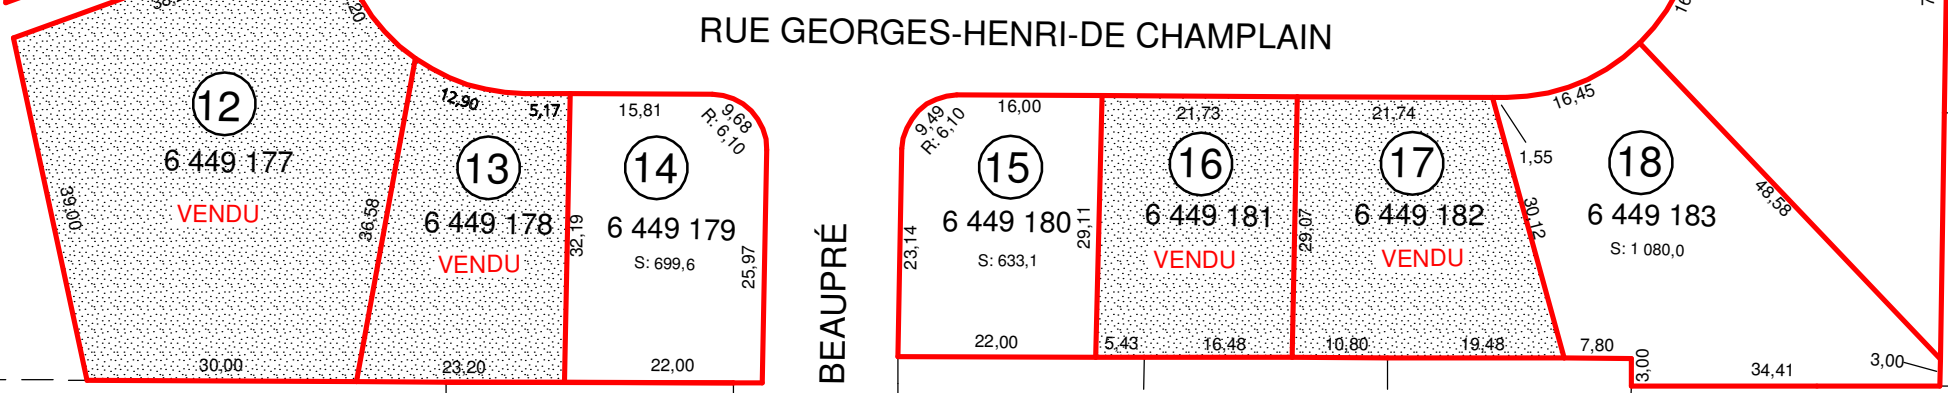 RUE GEORGES-HENRI-DE CHAMPLAIN
12
6 449 177
VENDU
39,00
30,00
36,58
12,90
5,17
13
6 449 178
VENDU
23,20
32,19
15,81
9,68
R: 6,10
14
6 449 179
S: 699,6
25,97
22,00
BEAUPRÉ
9,49
R: 6,10
16,00
15
6 449 180
S: 633,1
23,14
29,11
22,00
21,73
16
6 449 181
VENDU
5,43
16,48
29,07
21,74
17
6 449 182
VENDU
10,80
19,48
30,12
1,55
16,45
18
6 449 183
S: 1 080,0
48,58
7,80
3,00
34,41
3,00